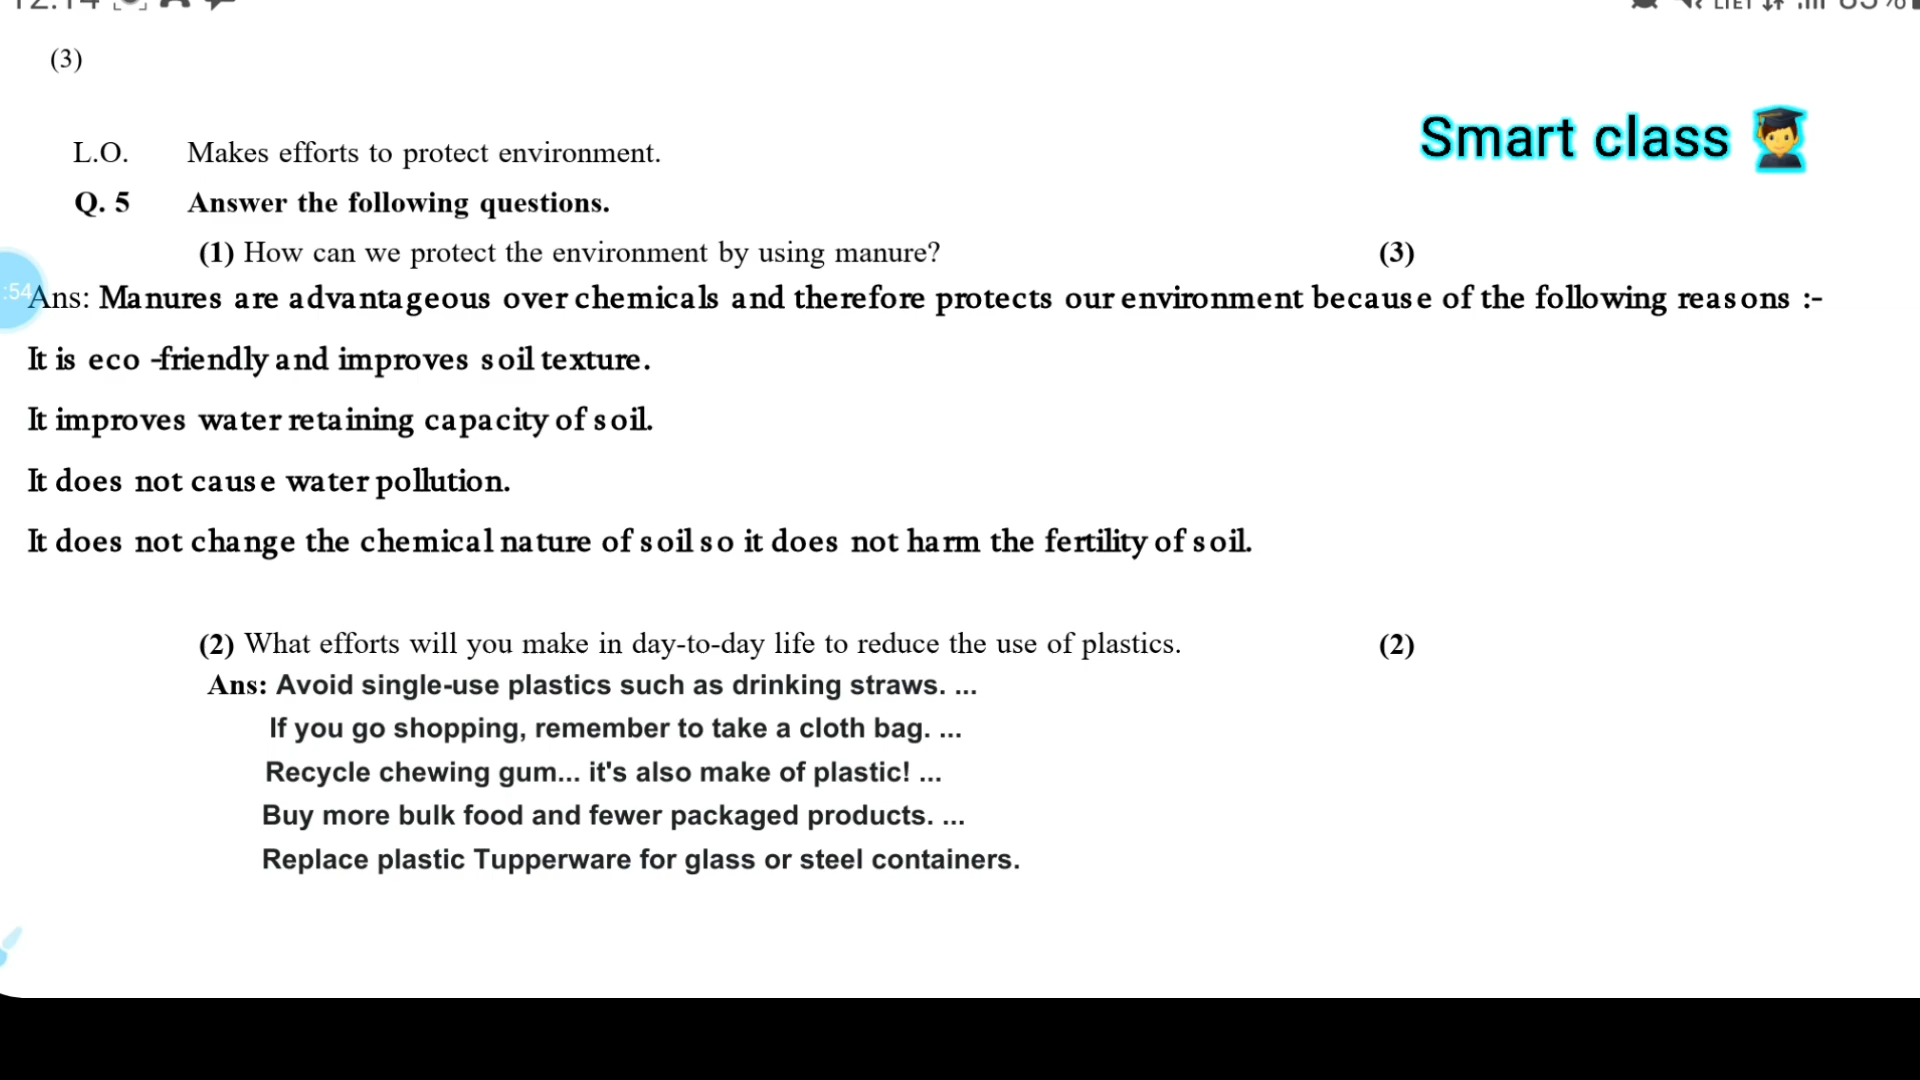 (3)
Smart class
L.O. Makes efforts to protect environment.
Q. 5 Answer the following questions.
(1) How can we protect the environment by using manure? (3)
:54
Ans: Manures are advantageous over chemicals and therefore protects our environment because of the following reasons :-
It is eco -friendly and improves soil texture.
It improves water retaining capacity of soil.
It does not cause water pollution.
It does not change the chemical nature of soil so it does not harm the fertility of soil.
(2) What efforts will you make in day-to-day life to reduce the use of plastics. (2)
Ans: Avoid single-use plastics such as drinking straws. ...
If you go shopping, remember to take a cloth bag. ...
Recycle chewing gum... it's also make of plastic! ...
Buy more bulk food and fewer packaged products. ...
Replace plastic Tupperware for glass or steel containers.